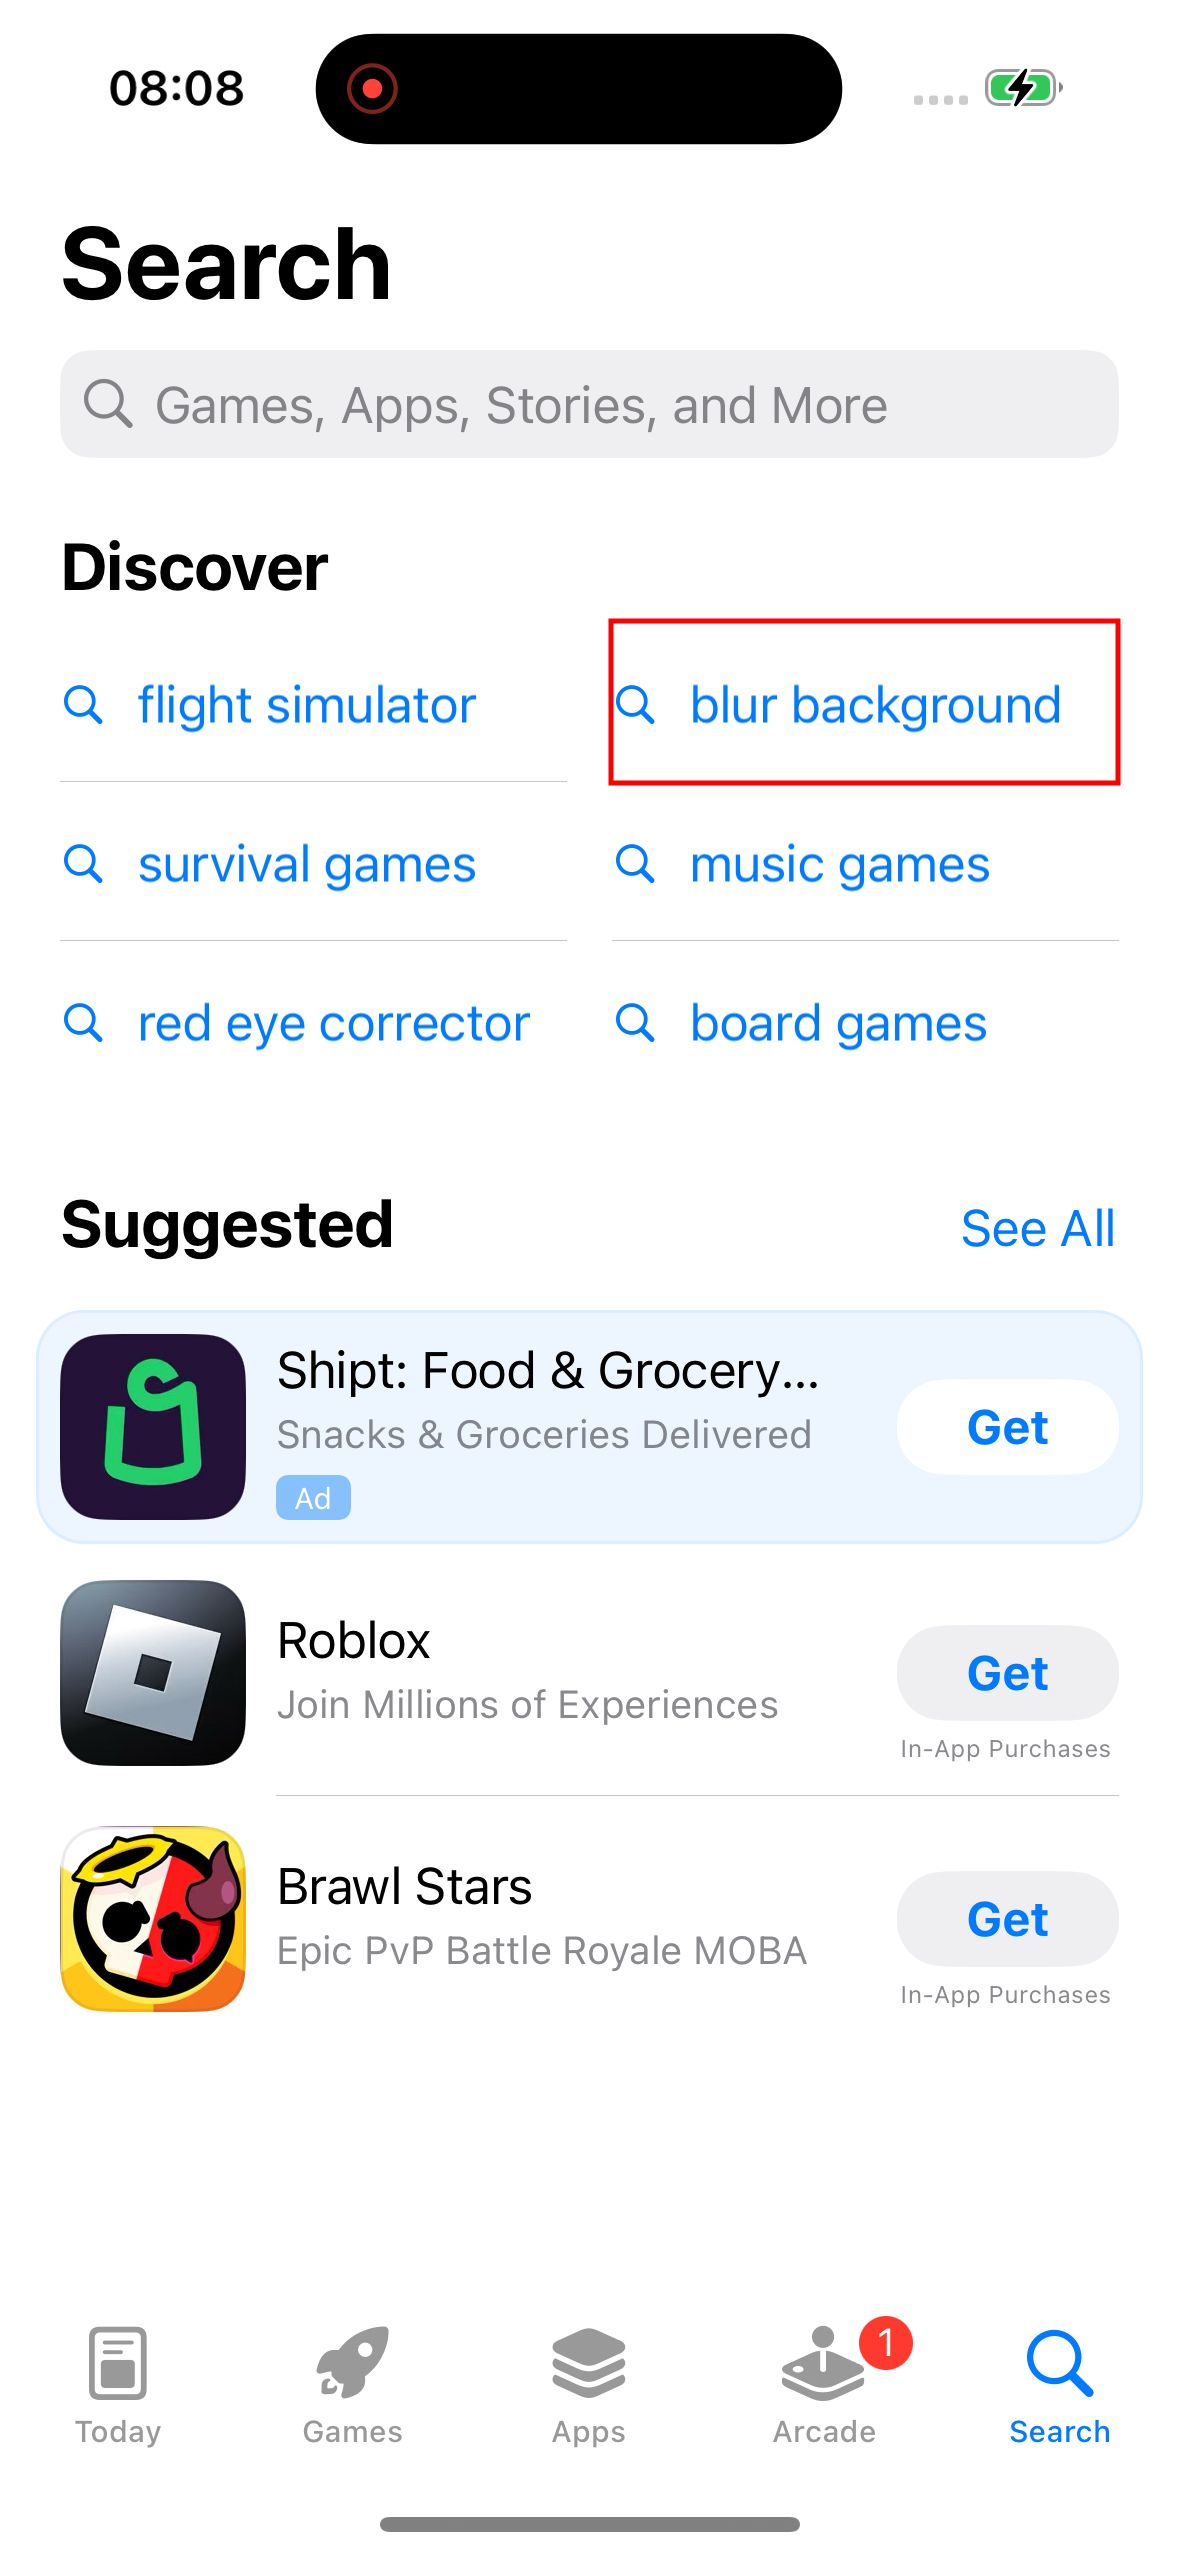 08:08
Search
Games, Apps, Stories, and More
Discover
flight simulator
blur background
survival games
music games
red eye corrector
board games
Suggested
See All
Shipt: Food & Grocery...
Snacks & Groceries Delivered
Ad
Get
Roblox
Join Millions of Experiences
Get
In-App Purchases
Brawl Stars
Epic PvP Battle Royale MOBA
Get
In-App Purchases
1
Today
Games
Apps
Arcade
Search